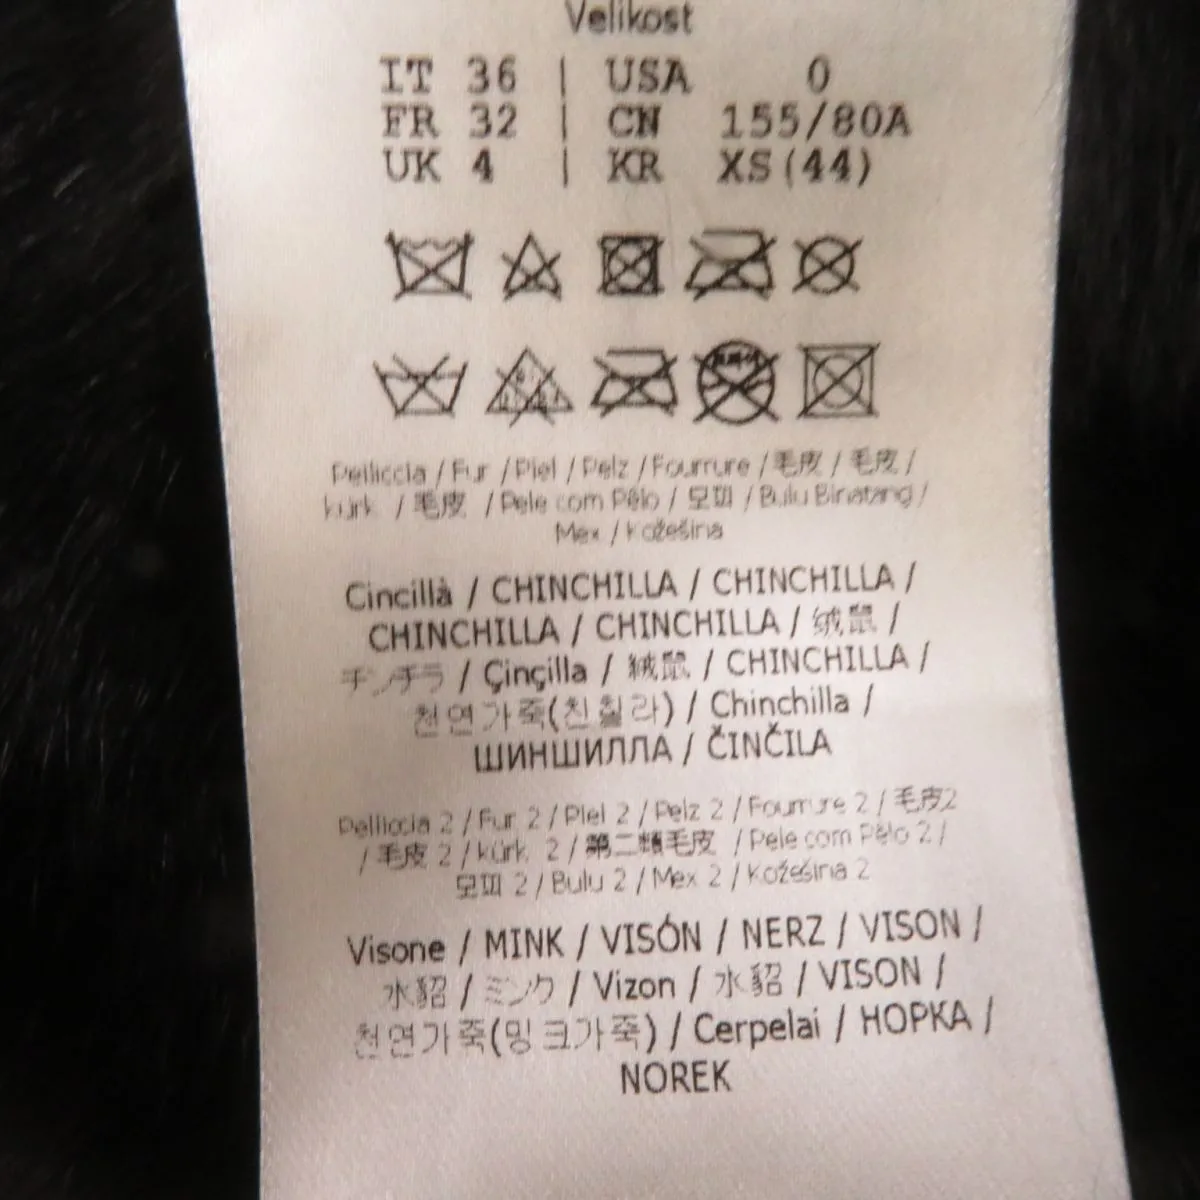 Velikost
IT 36 | USA 0
FR 32 | CN 155/80A
UK 4 | KR XS(44)
Pelliccia / Fur / Piel / Pelz / Fourrure / 毛皮 / 毛皮 /
kürk / 毛皮 / Pele com Pêlo / 모피 / Bulu Binatang /
Mex / Kožešina
Cincillà / CHINCHILLA / CHINCHILLA /
CHINCHILLA / CHINCHILLA / 绒鼠 /
チンチラ / Çinçilla / 絨鼠 / CHINCHILLA /
천연가죽(친칠라) / Chinchilla /
ШИНШИЛЛА / ČINČILA
Pelliccia 2 / Fur 2 / Piel 2 / Pelz 2 / Fourrure 2 / 毛皮2
/ 毛皮 2 / kürk 2 / 第二類毛皮 / Pele com Pêlo 2 /
모피 2 / Bulu 2 / Mex 2 / Kožešina 2
Visone / MINK / VISÓN / NERZ / VISON /
水貂 / ミンク / Vizon / 水貂 / VISON /
천연가죽(밍크가죽) / Cerpelai / НОРКА /
NOREK